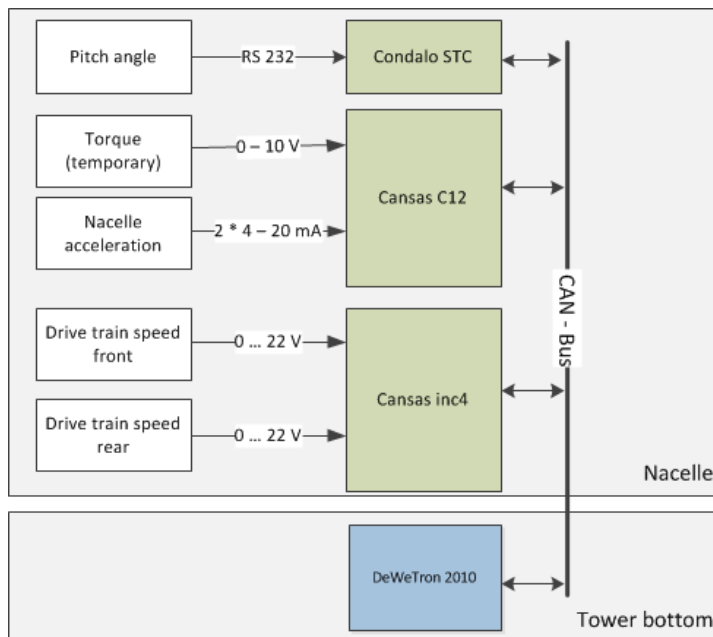 Pitch angle
RS 232
Condalo STC
Torque
(temporary)
0 – 10 V
Cansas C12
Nacelle
acceleration
2 * 4 – 20 mA
CAN - Bus
Drive train speed
front
0 ... 22 V
Cansas inc4
Drive train speed
rear
0 ... 22 V
Nacelle
DeWeTron 2010
Tower bottom